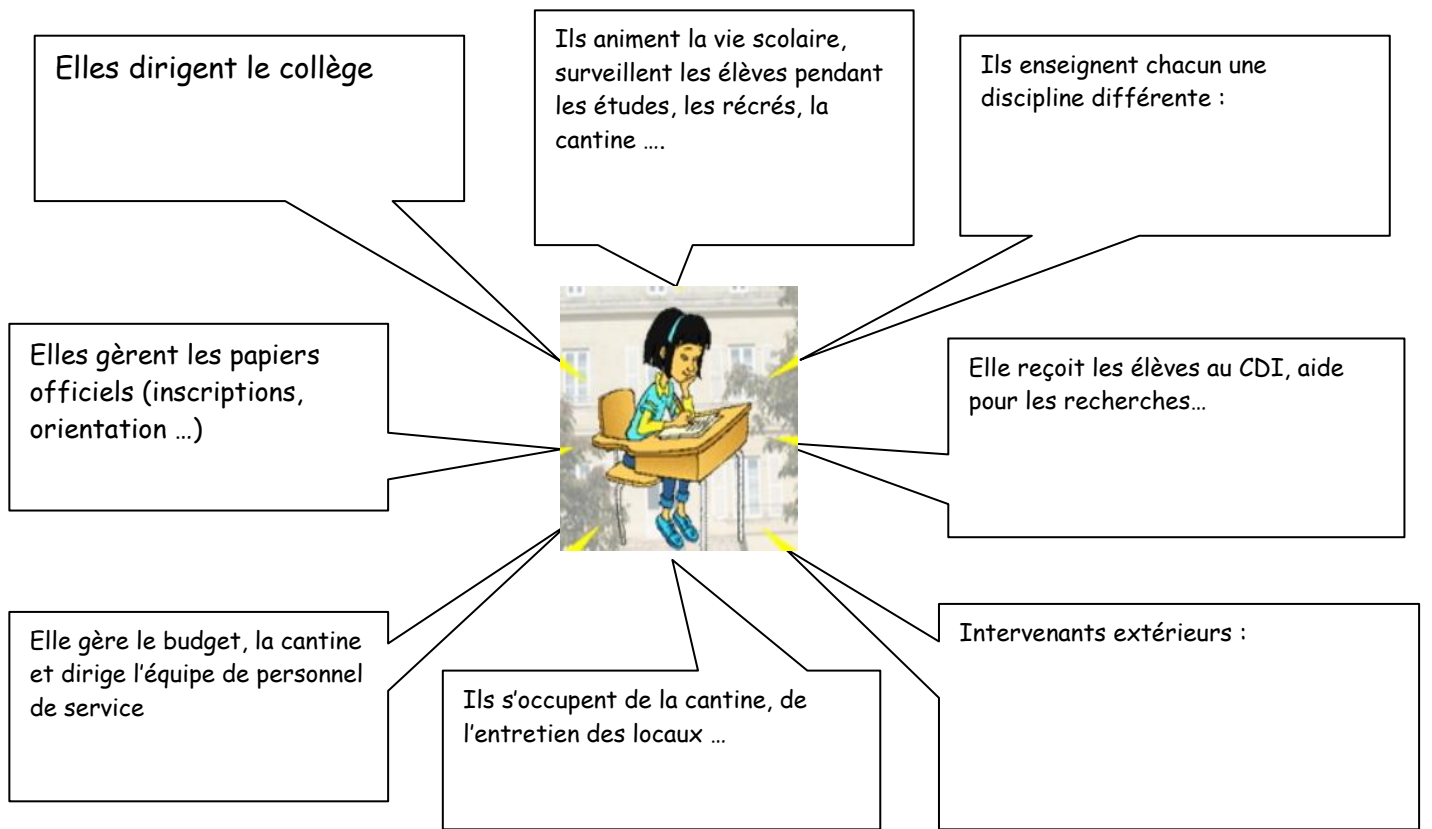 Elles dirigent le collège
Ils animent la vie scolaire,
surveillent les élèves pendant
les études, les récrés, la
cantine ....
Ils enseignent chacun une
discipline différente :
Elles gèrent les papiers
officiels (inscriptions,
orientation …)
Elle reçoit les élèves au CDI, aide
pour les recherches…
Elle gère le budget, la cantine
et dirige l’équipe de personnel
de service
Ils s’occupent de la cantine, de
l’entretien des locaux …
Intervenants extérieurs :